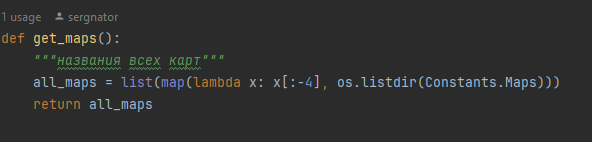 1 usage sergnator
def get_maps():
    """названия всех карт"""
    all_maps = list(map(lambda x: x[:-4], os.listdir(Constants.Maps)))
    return all_maps